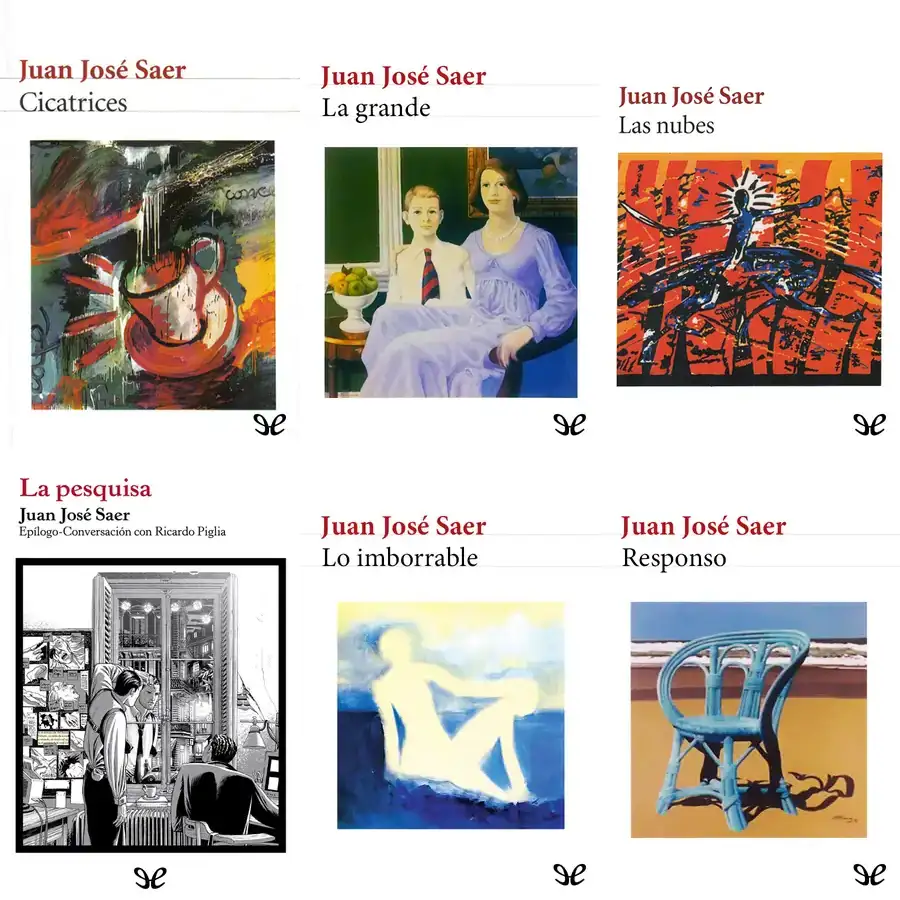 Juan José Saer
Cicatrices
Juan José Saer
La grande
Juan José Saer
Las nubes
La pesquisa
Juan José Saer
Epílogo-Conversación con Ricardo Piglia
Juan José Saer
Lo imborrable
Juan José Saer
Responso